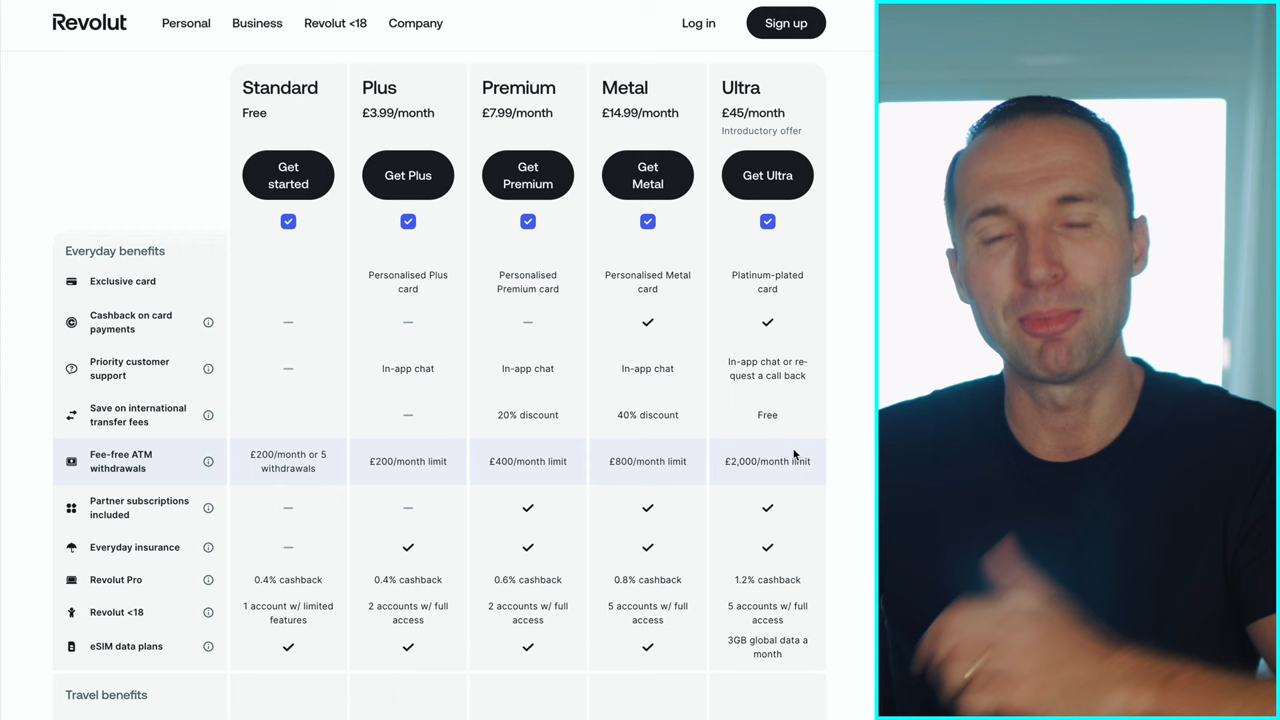 Revolut
Personal Business Revolut <18 Company
Log in Sign up
Standard Plus Premium Metal Ultra
Free £3.99/month £7.99/month £14.99/month £45/month
Introductory offer
Get started Get Plus Get Premium Get Metal Get Ultra
Everyday benefits
Exclusive card Personalised Plus card Personalised Premium card Personalised Metal card Platinum-plated card
Cashback on card payments – – –
Priority customer support – In-app chat In-app chat In-app chat In-app chat or re-quest a call back
Save on international transfer fees – 20% discount 40% discount Free
Fee-free ATM withdrawals £200/month or 5 withdrawals £200/month limit £400/month limit £800/month limit £2,000/month limit
Partner subscriptions included – –
Everyday insurance –
Revolut Pro 0.4% cashback 0.4% cashback 0.6% cashback 0.8% cashback 1.2% cashback
Revolut <18 1 account w/ limited features 2 accounts w/ full access 2 accounts w/ full access 5 accounts w/ full access 5 accounts w/ full access
eSIM data plans 3GB global data a month
Travel benefits